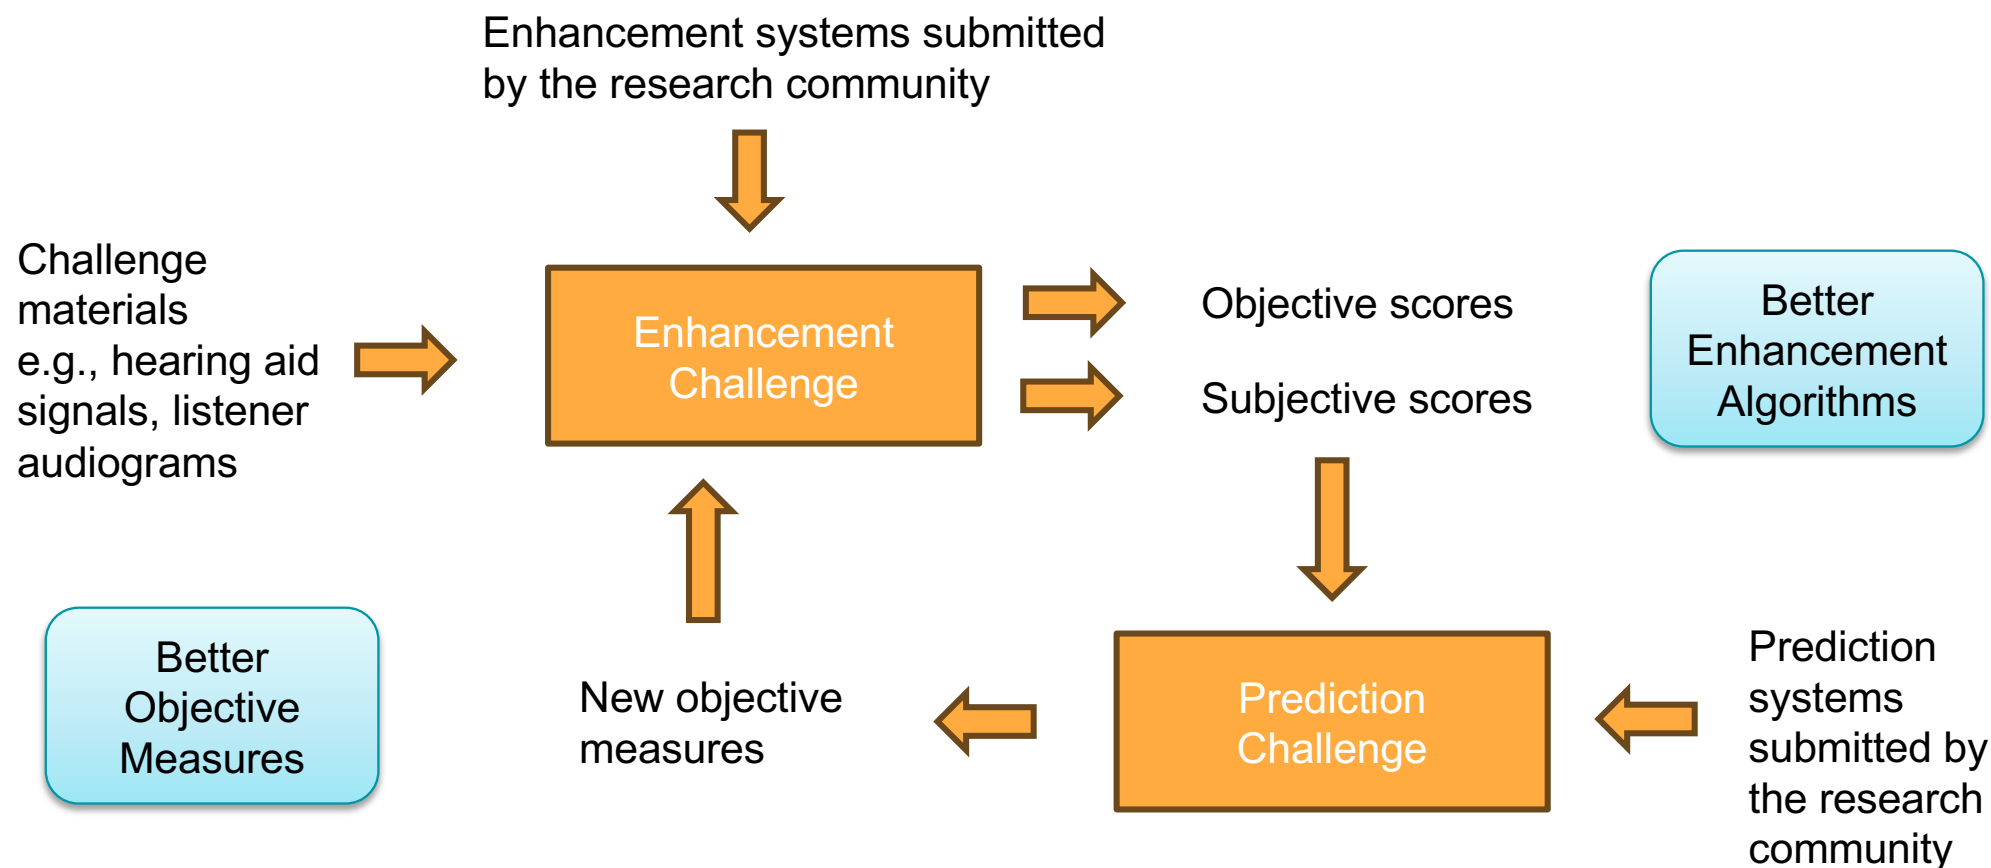 Enhancement systems submitted
by the research community
Challenge
materials
e.g., hearing aid
signals, listener
audiograms
Enhancement
Challenge
Objective scores
Subjective scores
Better
Enhancement
Algorithms
Better
Objective
Measures
New objective
measures
Prediction
Challenge
Prediction
systems
submitted by
the research
community